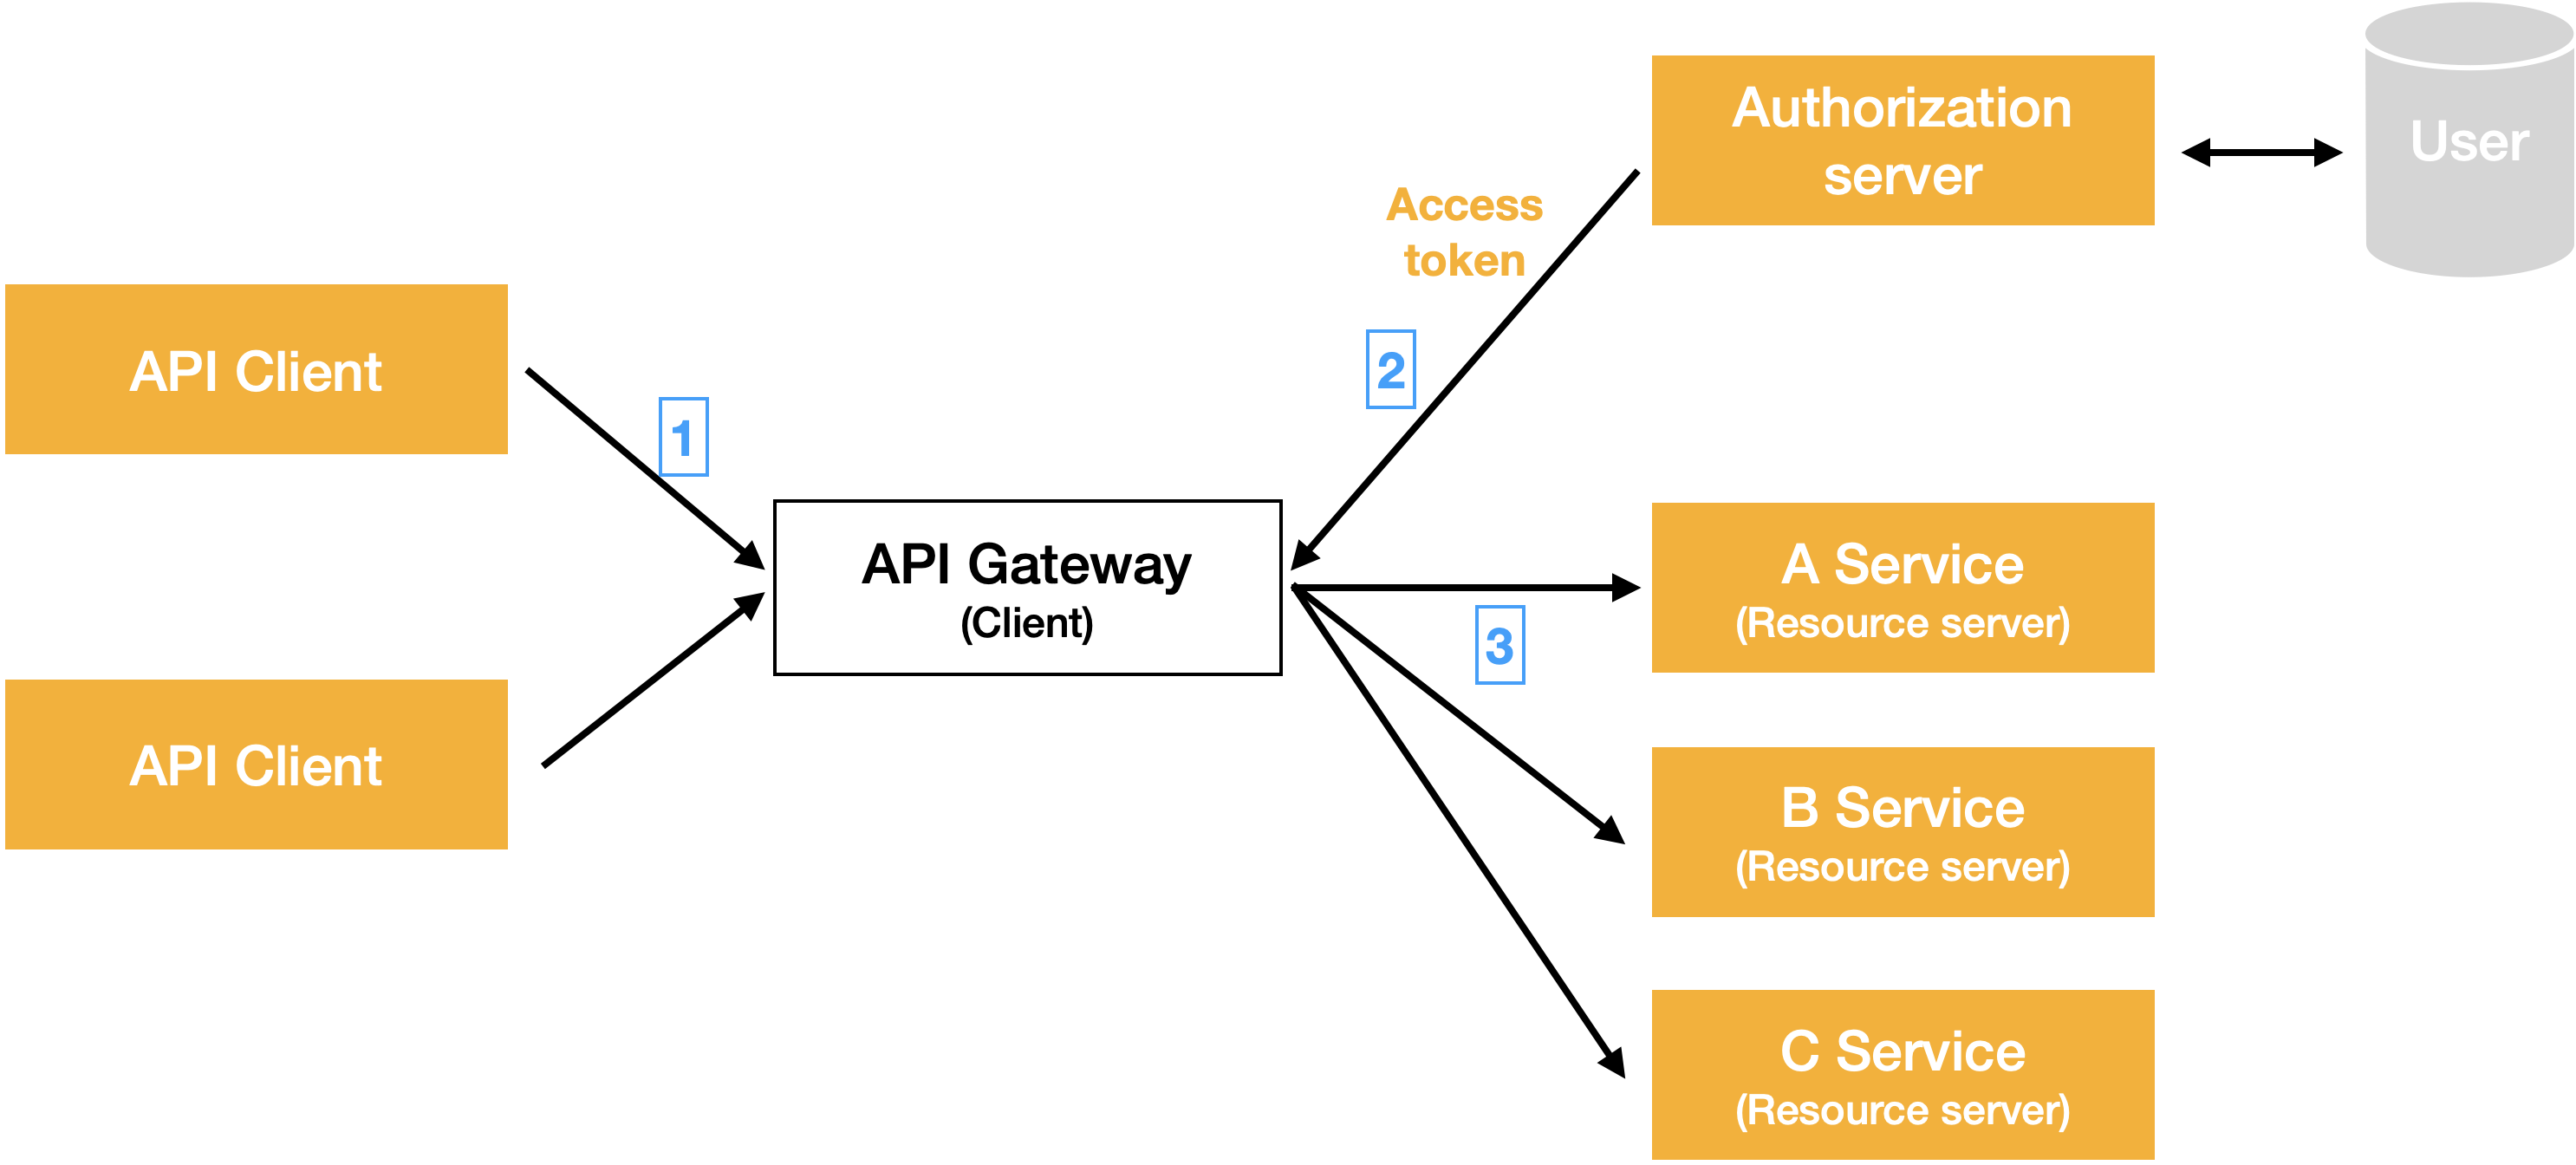 Authorization
server
User
Access
token
API Client
2
1
API Gateway
(Client)
A Service
(Resource server)
3
API Client
B Service
(Resource server)
C Service
(Resource server)